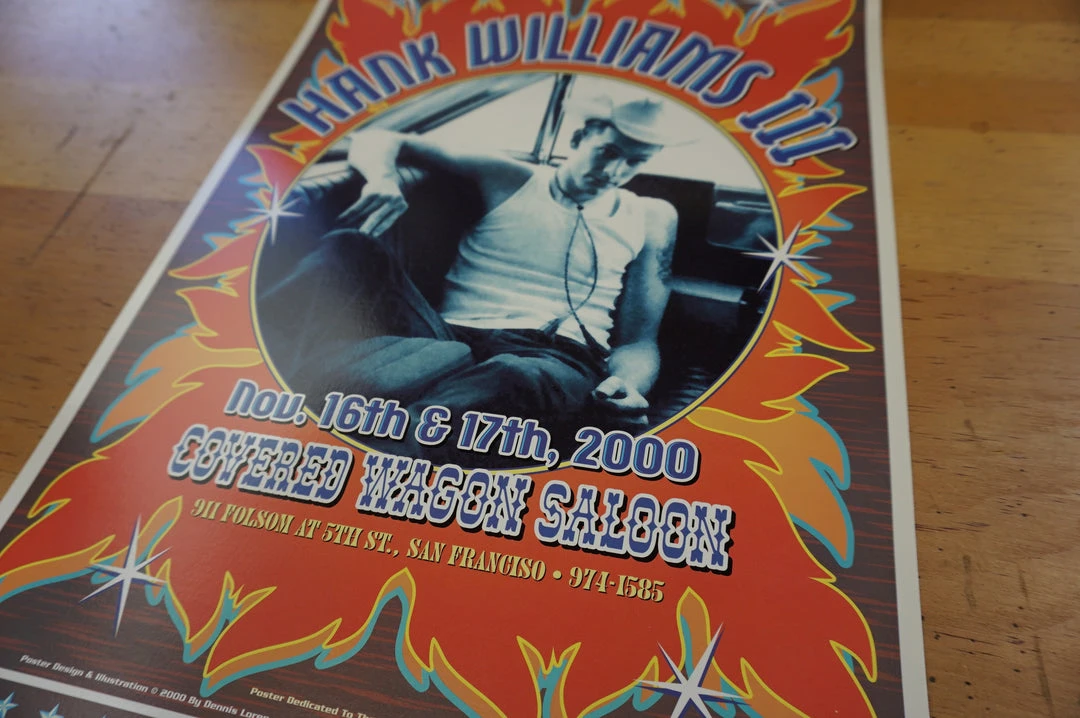 HANK WILLIAMS III
Nov. 16th & 17th, 2000
COVERED WAGON SALOON
911 FOLSOM AT 5TH ST., SAN FRANCISO • 974-1585
Poster Design & Illustration © 2000 By Dennis
Poster Dedicated To